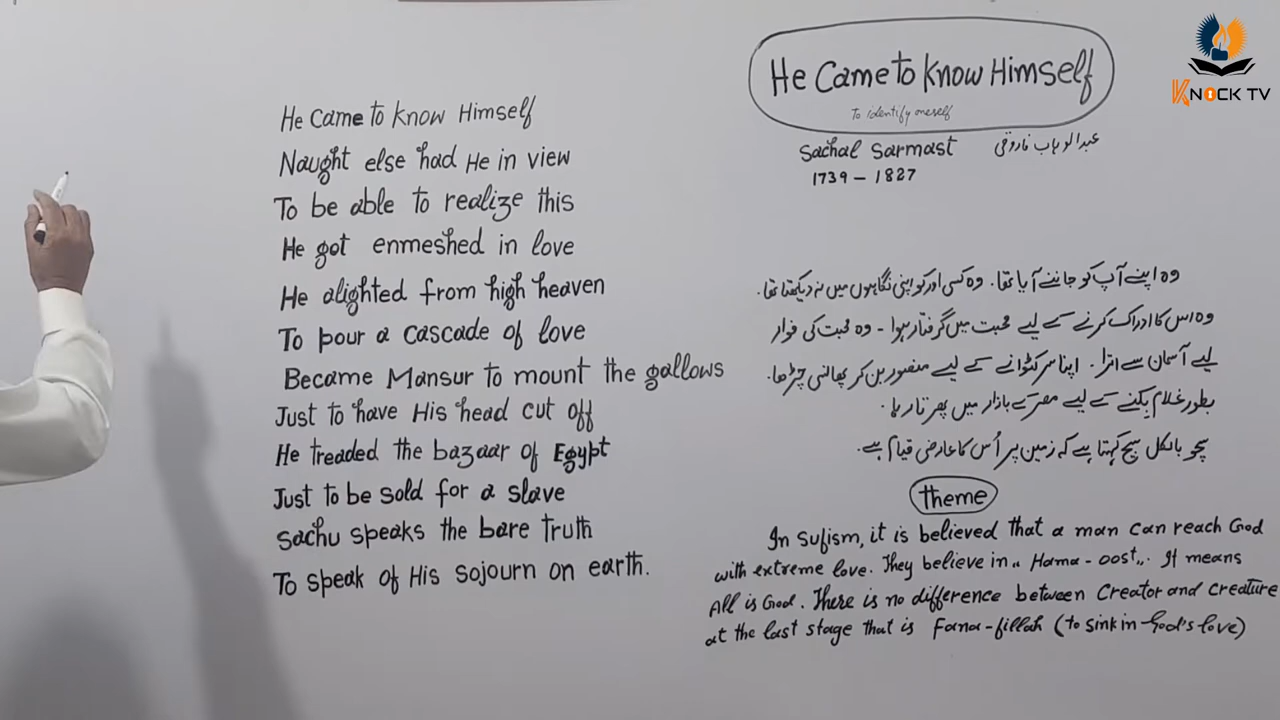 He Came to Know Himself
To identify oneself
Sachal Sarmast عبدالوہاب فاروقی
1739 – 1827
KNOCK TV
He Came to Know Himself
Naught else had He in view
To be able to realize this
He got enmeshed in love
He alighted from high heaven
To pour a cascade of love
Became Mansur to mount the gallows
Just to have His head cut off
He treaded the bazaar of Egypt
Just to be sold for a slave
Sachu speaks the bare truth
To speak of His sojourn on earth.
وہ اپنے آپ کو جاننے آیا تھا۔ وہ کسی اور کو اپنی نگاہوں میں نہ دیکھتا تھا۔
وہ اس کا ادراک کرنے کے لیے محبت میں گرفتار ہوا - وہ محبت کی فوار
لیے آسمان سے اترا۔ اپنا سر کٹوانے کے لیے منصور بن کر پھانسی چڑھا۔
بطور غلام بکنے کے لیے مصر کے بازار میں پھرتا رہا۔
سچو بالکل سچ کہتا ہے کہ زمین پر اُس کا عارضی قیام ہے۔
theme
In Sufism, it is believed that a man can reach God
with extreme love. They believe in ,, Hama-oost,,. It means
All is God. There is no difference between Creator and creature
at the last stage that is Fana-fillah (to sink in God's love)